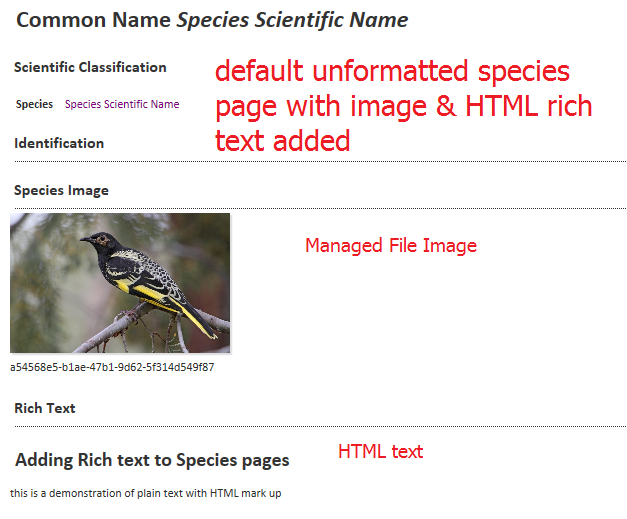 Common Name Species Scientific Name
Scientific Classification
default unformatted species
page with image & HTML rich
text added
Species Species Scientific Name
Identification
Species Image
Managed File Image
a54568e5-b1ae-47b1-9d62-5f314d549f87
Rich Text
Adding Rich text to Species pages
HTML text
this is a demonstration of plain text with HTML mark up